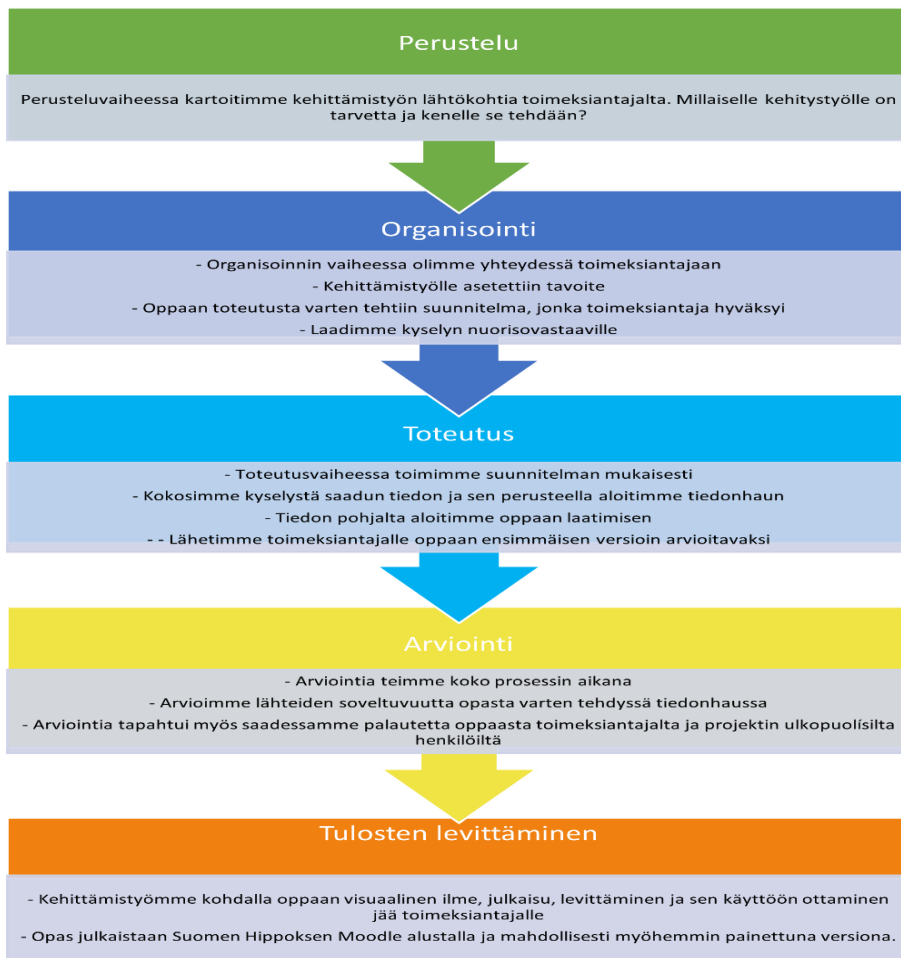 Perustelu
Perusteluvaiheessa kartoitimme kehittämistyön lähtökohtia toimeksiantajalta. Millaiselle kehitystyölle on
tarvetta ja kenelle se tehdään?
Organisointi
- Organisoinnin vaiheessa olimme yhteydessä toimeksiantajaan
- Kehittämistyölle asetettiin tavoite
- Oppaan toteutusta varten tehtiin suunnitelma, jonka toimeksiantaja hyväksyi
- Laadimme kyselyn nuorisovastaaville
Toteutus
- Toteutusvaiheessa toimimme suunnitelman mukaisesti
- Kokosimme kyselystä saadun tiedon ja sen perusteella aloitimme tiedonhaun
- Tiedon pohjalta aloitimme oppaan laatimisen
- - Lähetimme toimeksiantajalle oppaan ensimmäisen versioin arvioitavaksi
Arviointi
- Arviointia teimme koko prosessin aikana
- Arvioimme lähteiden soveltuvuutta opasta varten tehdyssä tiedonhaussa
- Arviointia tapahtui myös saadessamme palautetta oppaasta toimeksiantajalta ja projektin ulkopuolísilta
henkilöiltä
Tulosten levittäminen
- Kehittämistyömme kohdalla oppaan visuaalinen ilme, julkaisu, levittäminen ja sen käyttöön ottaminen
jää toimeksiantajalle
- Opas julkaistaan Suomen Hippoksen Moodle alustalla ja mahdollisesti myöhemmin painettuna versiona.